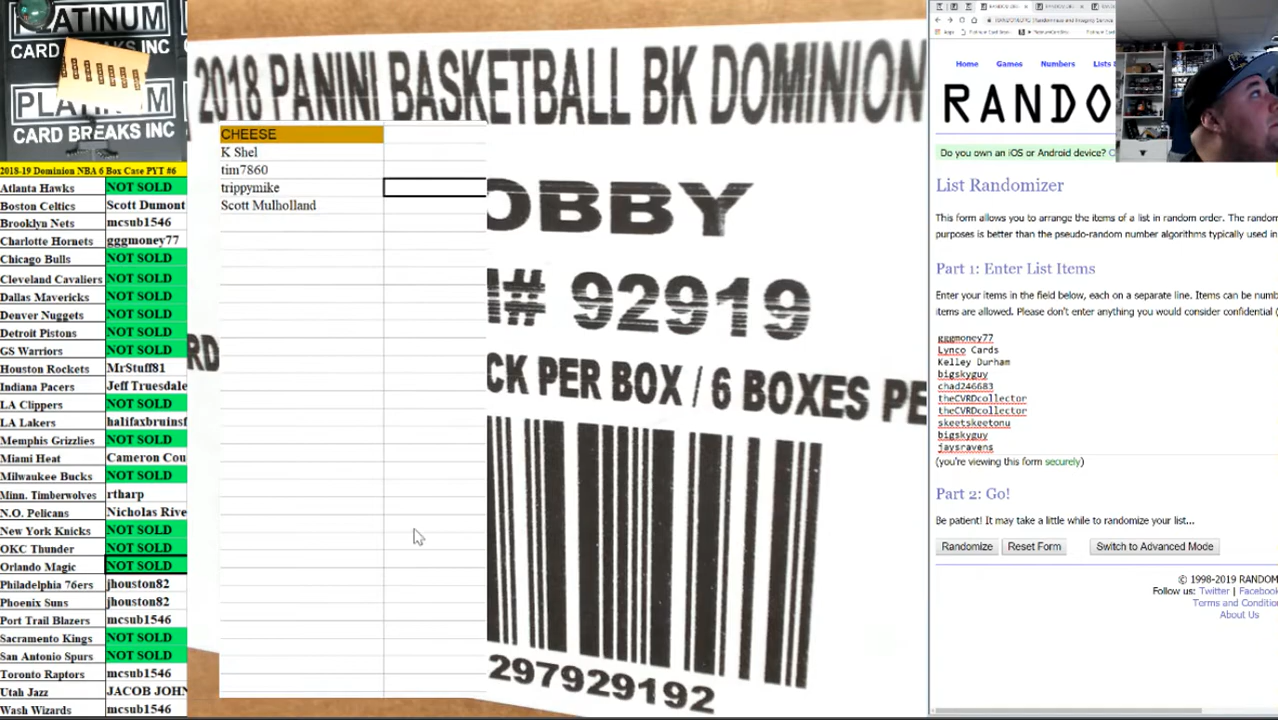 PLATINUM
CARD BREAKS INC
PLATINUM
CARD BREAKS INC
2018-19 Dominion NBA 6 Box Case PYT #6
Atlanta Hawks NOT SOLD
Boston Celtics Scott Dumont
Brooklyn Nets mcsub1546
Charlotte Hornets gggmoney77
Chicago Bulls NOT SOLD
Cleveland Cavaliers NOT SOLD
Dallas Mavericks NOT SOLD
Denver Nuggets NOT SOLD
Detroit Pistons NOT SOLD
GS Warriors NOT SOLD
Houston Rockets MrStuff81
Indiana Pacers Jeff Truesdale
LA Clippers NOT SOLD
LA Lakers halifaxbruinsf
Memphis Grizzlies NOT SOLD
Miami Heat Cameron Cou
Milwaukee Bucks NOT SOLD
Minn. Timberwolves rtharp
N.O. Pelicans Nicholas Rive
New York Knicks NOT SOLD
OKC Thunder NOT SOLD
Orlando Magic NOT SOLD
Philadelphia 76ers jhouston82
Phoenix Suns jhouston82
Port Trail Blazers mcsub1546
Sacramento Kings NOT SOLD
San Antonio Spurs NOT SOLD
Toronto Raptors mcsub1546
Utah Jazz JACOB JOHN
Wash Wizards mcsub1546
CHEESE
K Shel
tim7860
trippymike
Scott Mulholland
2018 PANINI BASKETBALL BK DOMINION
OBBY
# 92919
RD
CK PER BOX / 6 BOXES PE
297929192
Home Games Numbers Lists
RANDO
Do you own an iOS or Android device?
List Randomizer
This form allows you to arrange the items of a list in random order. The random
purposes is better than the pseudo-random number algorithms typically used in
Part 1: Enter List Items
Enter your items in the field below, each on a separate line. Items can be numb
items are allowed. Please don't enter anything you would consider confidential (
gggmoney77
Lynco Cards
Kelley Durham
bigskyguy
chad246683
theCVRDcollector
theCVRDcollector
skeetskeetonu
bigskyguy
jaysravens
(you're viewing this form securely)
Part 2: Go!
Be patient! It may take a little while to randomize your list...
Randomize Reset Form Switch to Advanced Mode
© 1998-2019 RANDOM
Follow us: Twitter | Facebook
Terms and Conditio
About Us